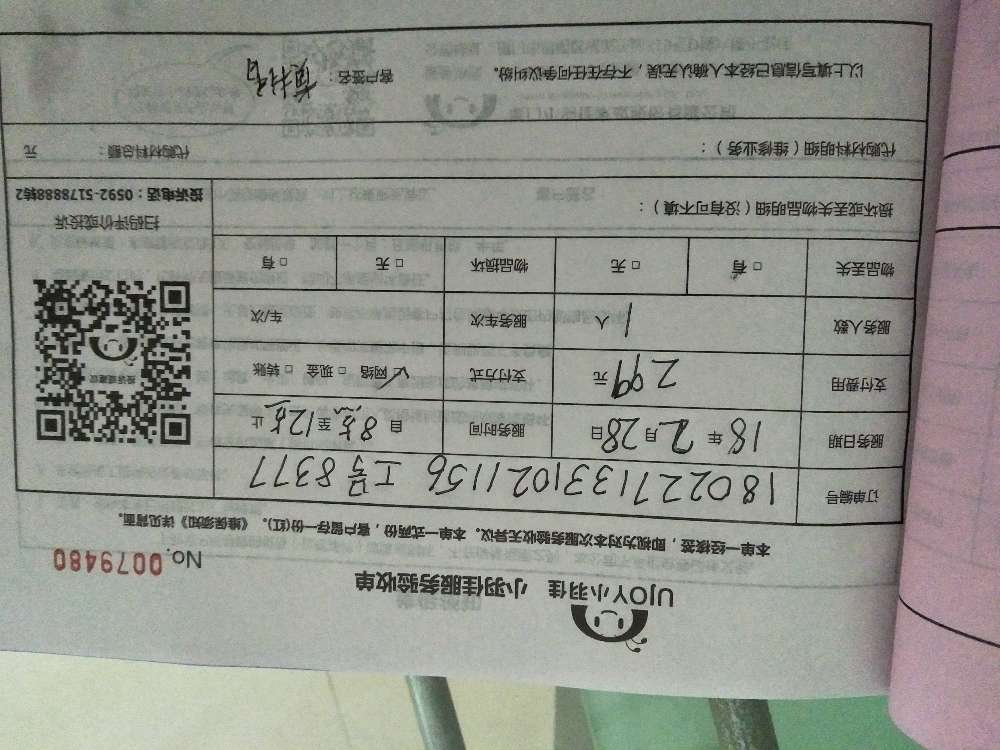 UJOY小羽佳 小羽佳服务验收单
No. 0079480
本单一经续签，即视为对本次服务验收无异议。本单一式两份，客户留存一份(红)。《维保须知》详见背面。
订单编号 1802271331021156 工号8377
服务日期 18年2月28日 服务时间 自8点至12点止
支付费用 299元 支付方式 ☑网络 □现金 □转账
服务人数 1人 服务车次 车/次
物品丢失 □有 □无 物品损坏 □无 □有
投诉或建议
扫码评价或投诉
投诉电话：0592-5178888转2
损坏或丢失物品明细（没有可不填）：
代购材料明细（维修业务）： 代购材料总额： 元
以上填写信息已经本人确认无误，不存在任何争议纠纷。 客户签名：